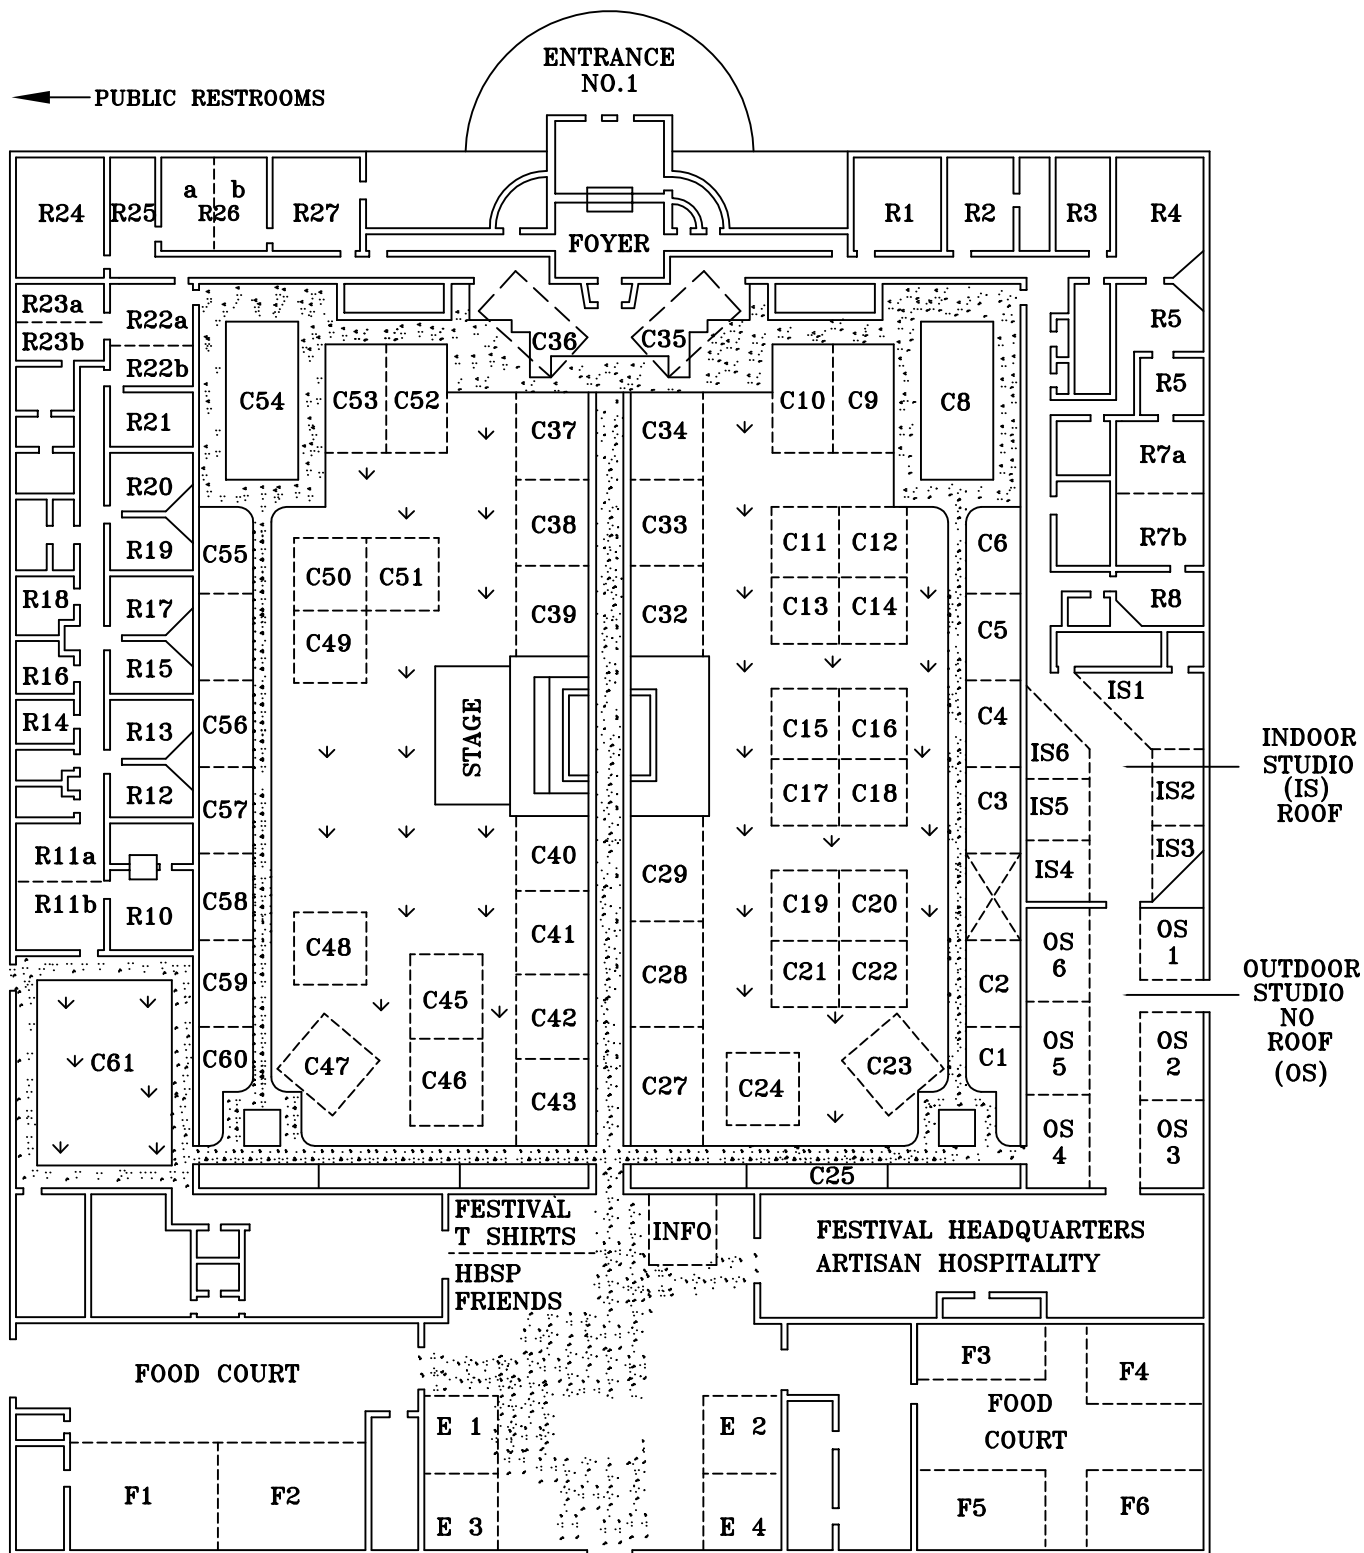 ENTRANCE
NO.1
PUBLIC RESTROOMS
R24
R25
a b
R26
R27
FOYER
R1
R2
R3
R4
R23a
R23b
R22a
R22b
C36
C35
R5
R5
C54
C53
C52
C37
C34
C10
C9
C8
R21
R7a
R20
C38
C33
C11
C12
C6
R7b
R19
C55
C50
C51
R18
R17
C49
C39
C32
C13
C14
C5
R8
R16
R15
IS1
R14
R13
C56
STAGE
C15
C16
C4
IS6
INDOOR
STUDIO
(IS)
ROOF
R12
C57
C17
C18
C3
IS5
IS2
R11a
R11b
R10
C58
C40
C29
C19
C20
IS4
IS3
C48
C41
OS
6
OS
1
C59
C45
C42
C28
C21
C22
C2
OUTDOOR
STUDIO
NO
ROOF
(OS)
C61
C60
C47
C46
C43
C27
C24
C23
C1
OS
5
OS
2
OS
4
OS
3
C25
FESTIVAL
T SHIRTS
INFO
FESTIVAL HEADQUARTERS
ARTISAN HOSPITALITY
HBSP
FRIENDS
FOOD COURT
F3
F4
FOOD
COURT
E 1
E 2
F1
F2
F5
F6
E 3
E 4